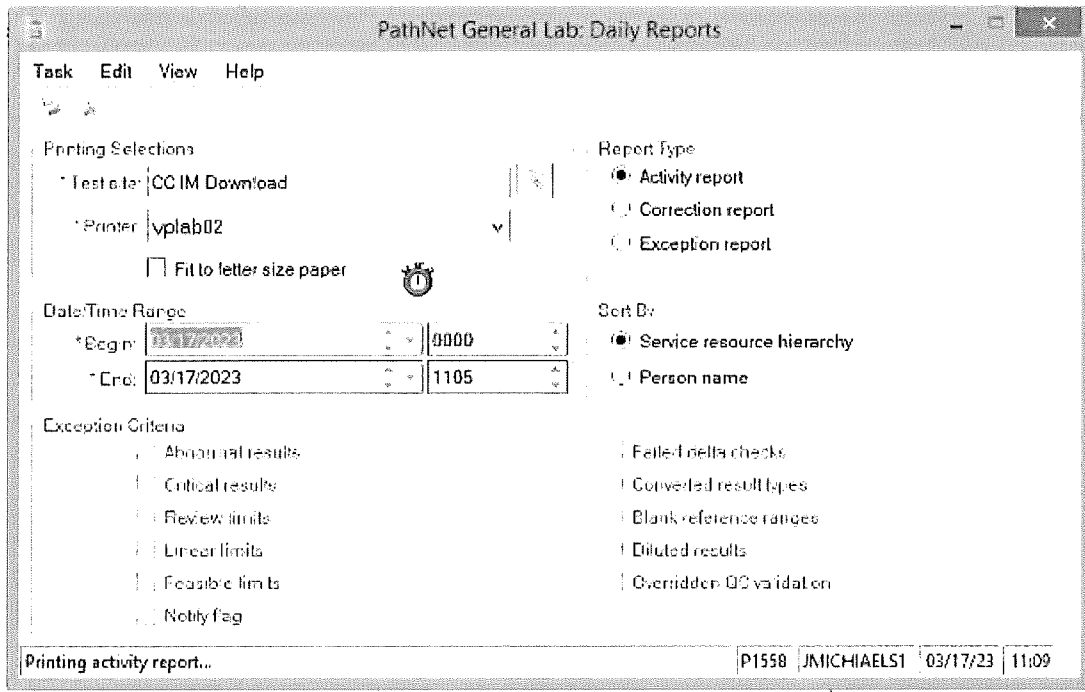 PathNet General Lab: Daily Reports
Task Edit View Help
Printing Selections
*Test site: CC IM Download
*Printer vplab02
Fit to letter size paper
Report Type
Activity report
Correction report
Exception report
Date/Time Range
*Begin: 03/17/2023 0000
*End: 03/17/2023 1105
Sort By
Service resource hierarchy
Person name
Exception Criteria
Abnormal results
Critical results
Review limits
Linear limits
Feasible limits
Notify flag
Failed delta checks
Converted result types
Blank reference ranges
Diluted results
Overridden QC validation
Printing activity report... P1558 JMICHIAELS1 03/17/23 11:09